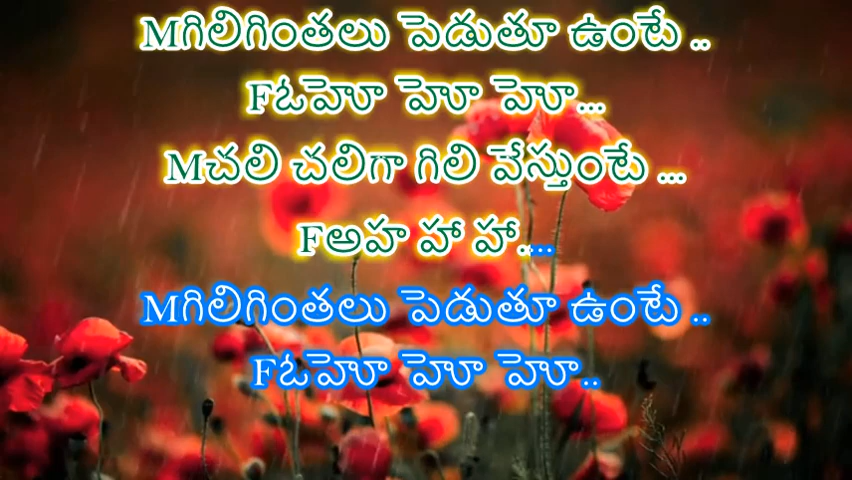 Mగిలిగింతలు పెడుతూ ఉంటే ..
Fఓహెూ హెూ హెూ...
Mచలి చలిగా గిలి వేస్తుంటే ...
Fఅహ హా హా.....
Mగిలిగింతలు పెడుతూ ఉంటే ..
Fఓహెూ హెూ హెూ..